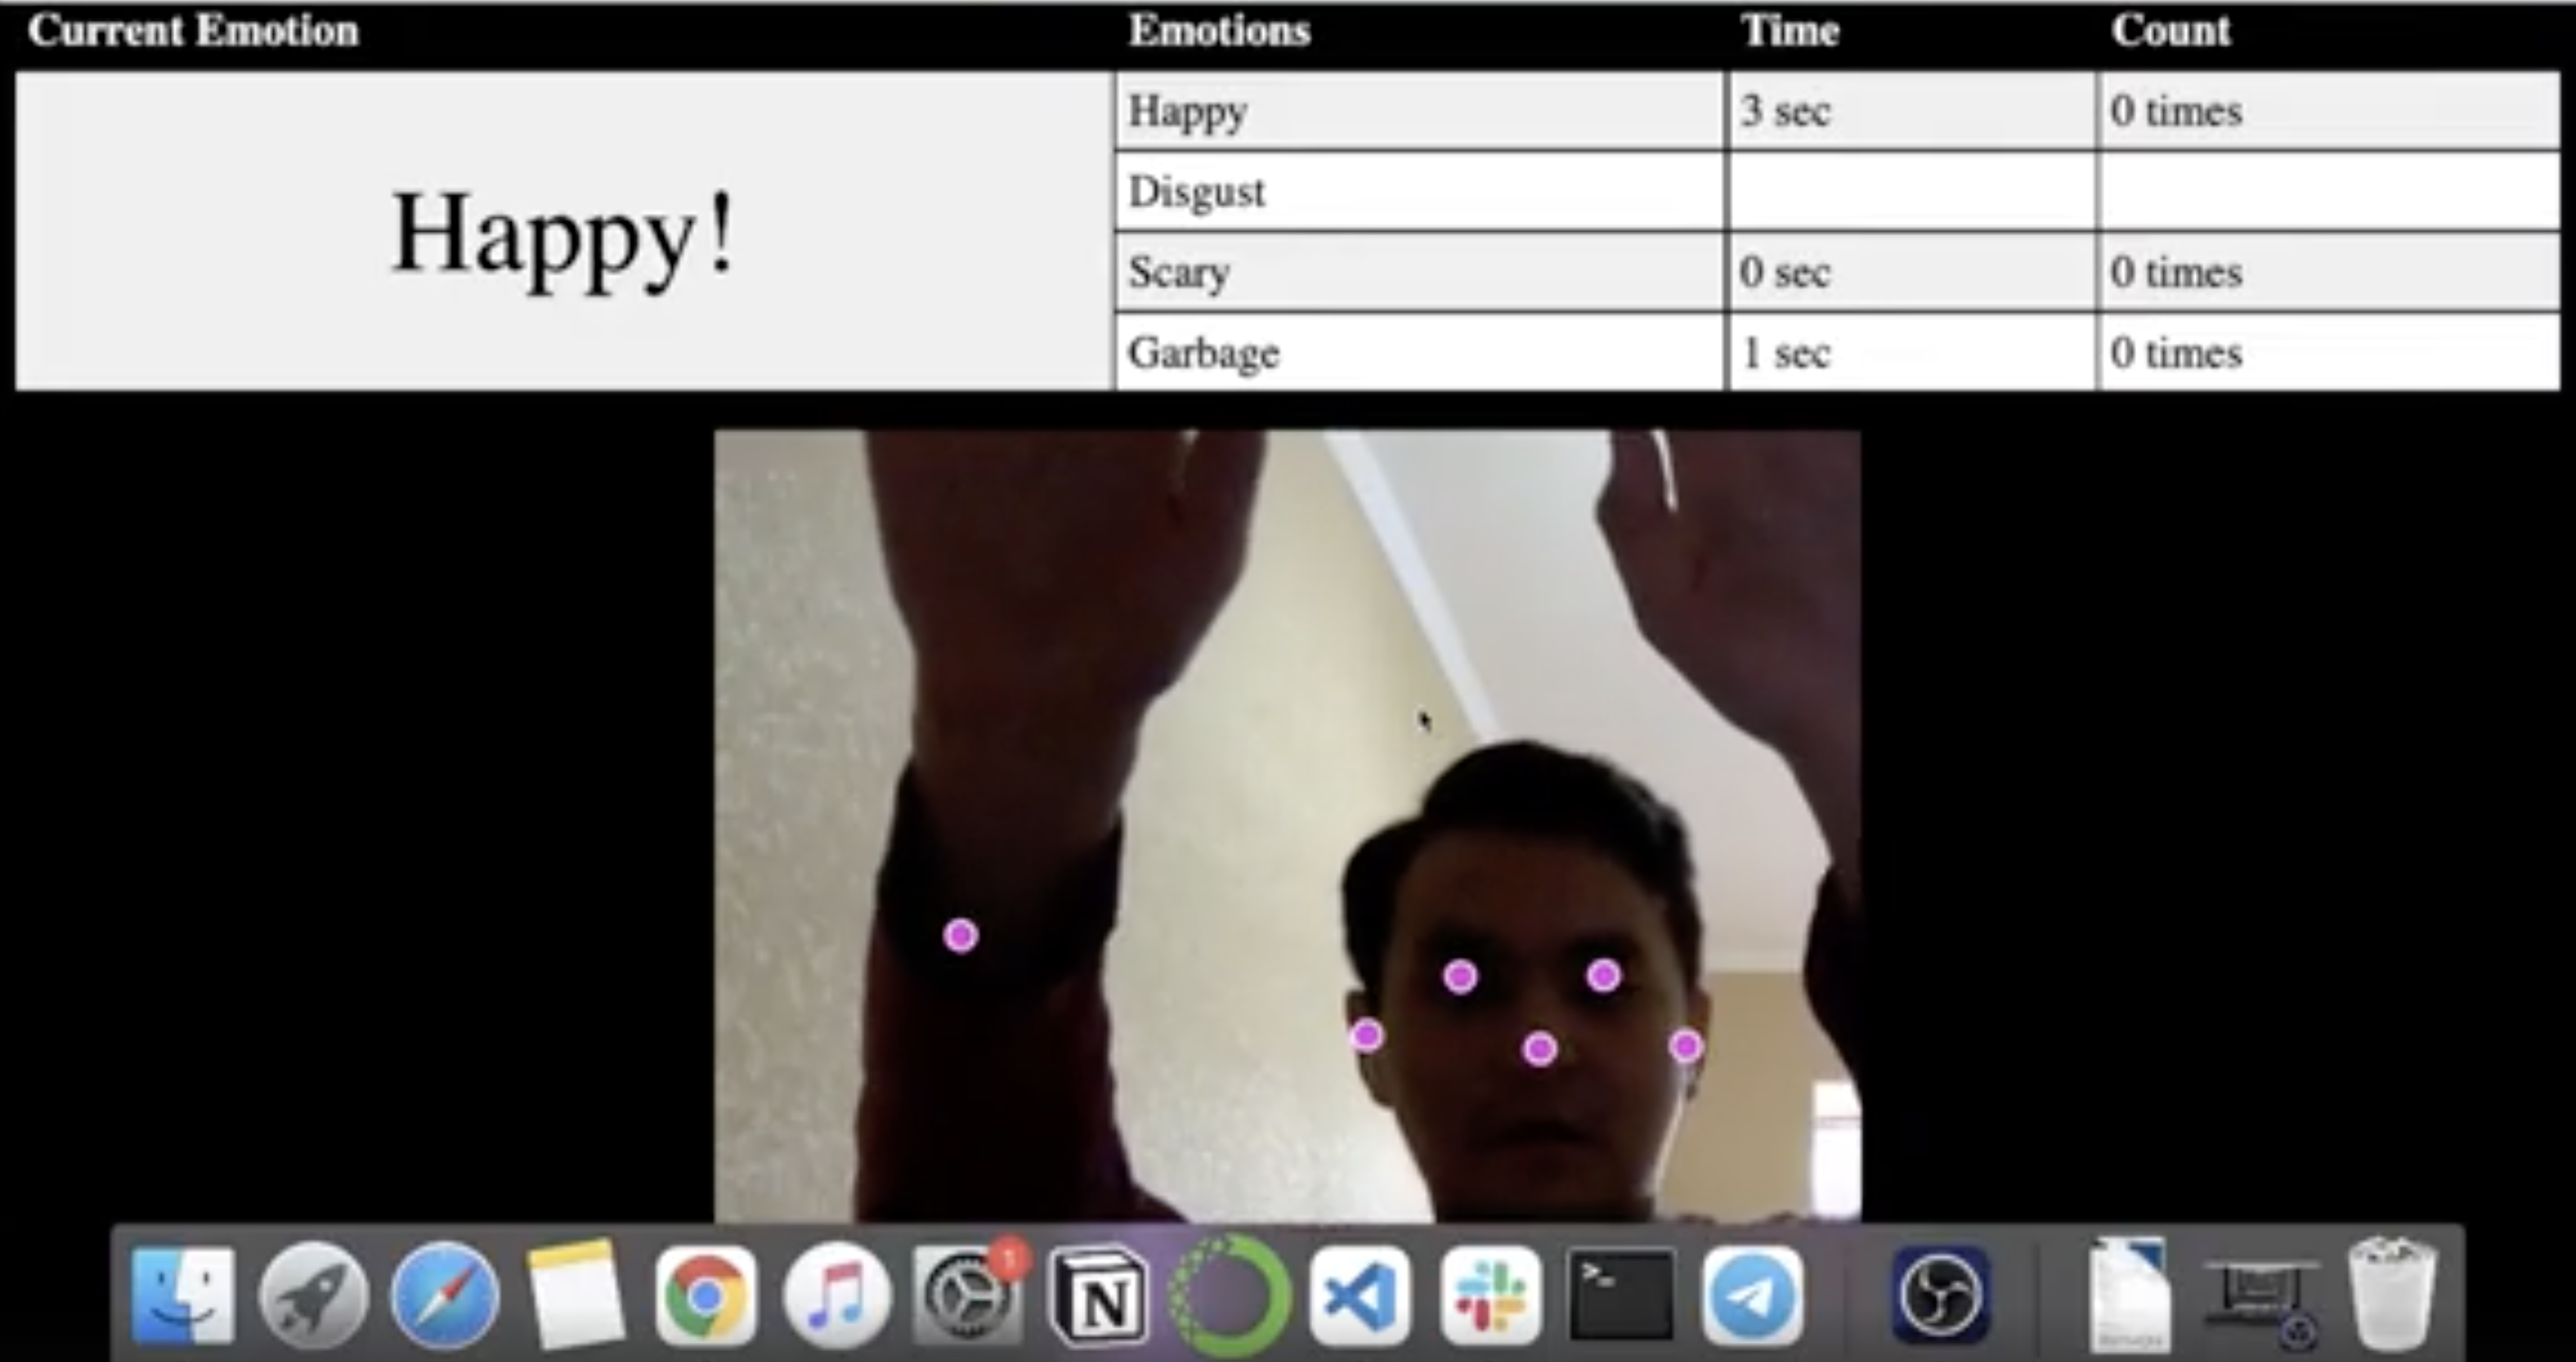 Current Emotion Emotions Time Count
Happy!
Happy 3 sec 0 times
Disgust
Scary 0 sec 0 times
Garbage 1 sec 0 times
1
N
>_